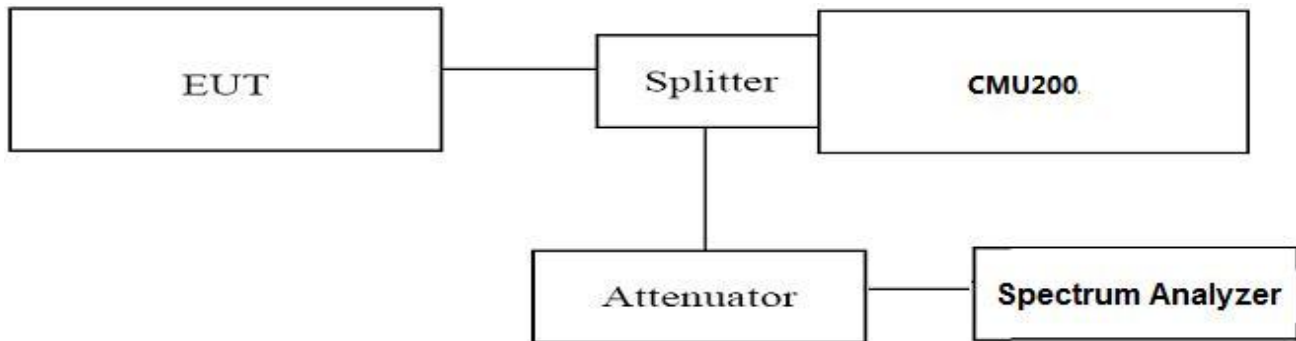 EUT
Splitter
CMU200.
Attenuator
Spectrum Analyzer